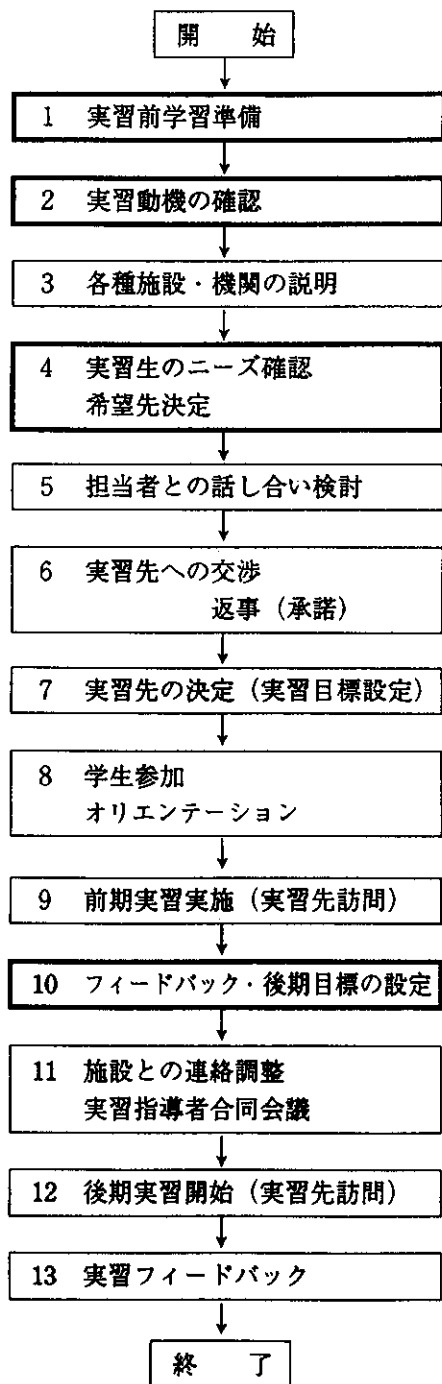 開 始
1 実習前学習準備
2 実習動機の確認
3 各種施設・機関の説明
4 実習生のニーズ確認
希望先決定
5 担当者との話し合い検討
6 実習先への交渉
返事（承諾）
7 実習先の決定（実習目標設定）
8 学生参加
オリエンテーション
9 前期実習実施（実習先訪問）
10 フィードバック・後期目標の設定
11 施設との連絡調整
実習指導者合同会議
12 後期実習開始（実習先訪問）
13 実習フィードバック
終 了